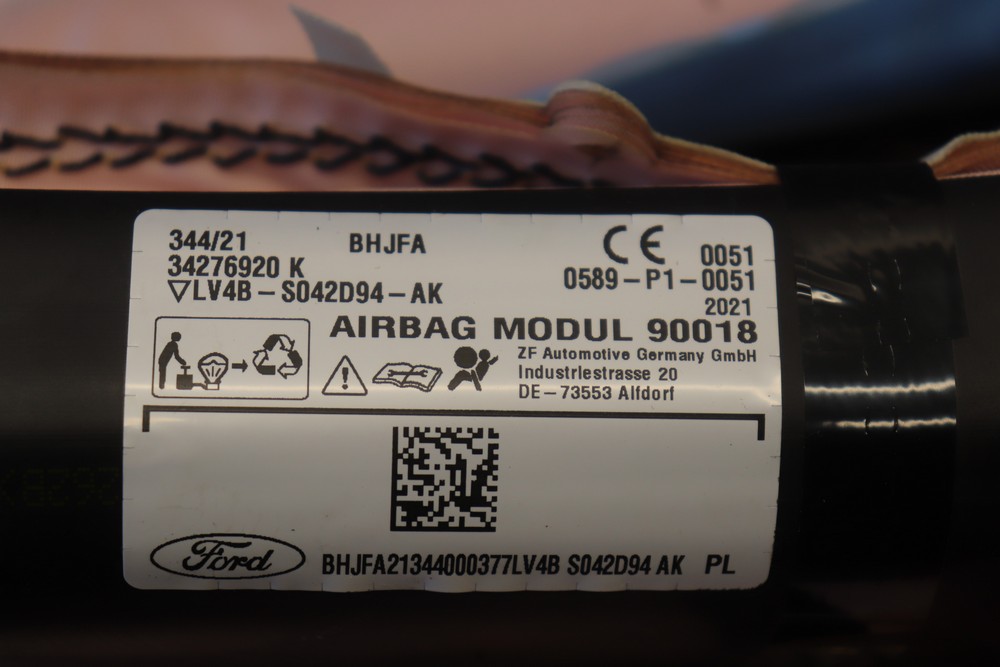 344/21 BHJFA CE 0051
34276920 K 0589-P1-0051
▽LV4B-S042D94-AK 2021
AIRBAG MODUL 90018
ZF Automotive Germany GmbH
Industriestrasse 20
DE-73553 Alfdorf
Ford BHJFA21344000377LV4B S042D94 AK PL